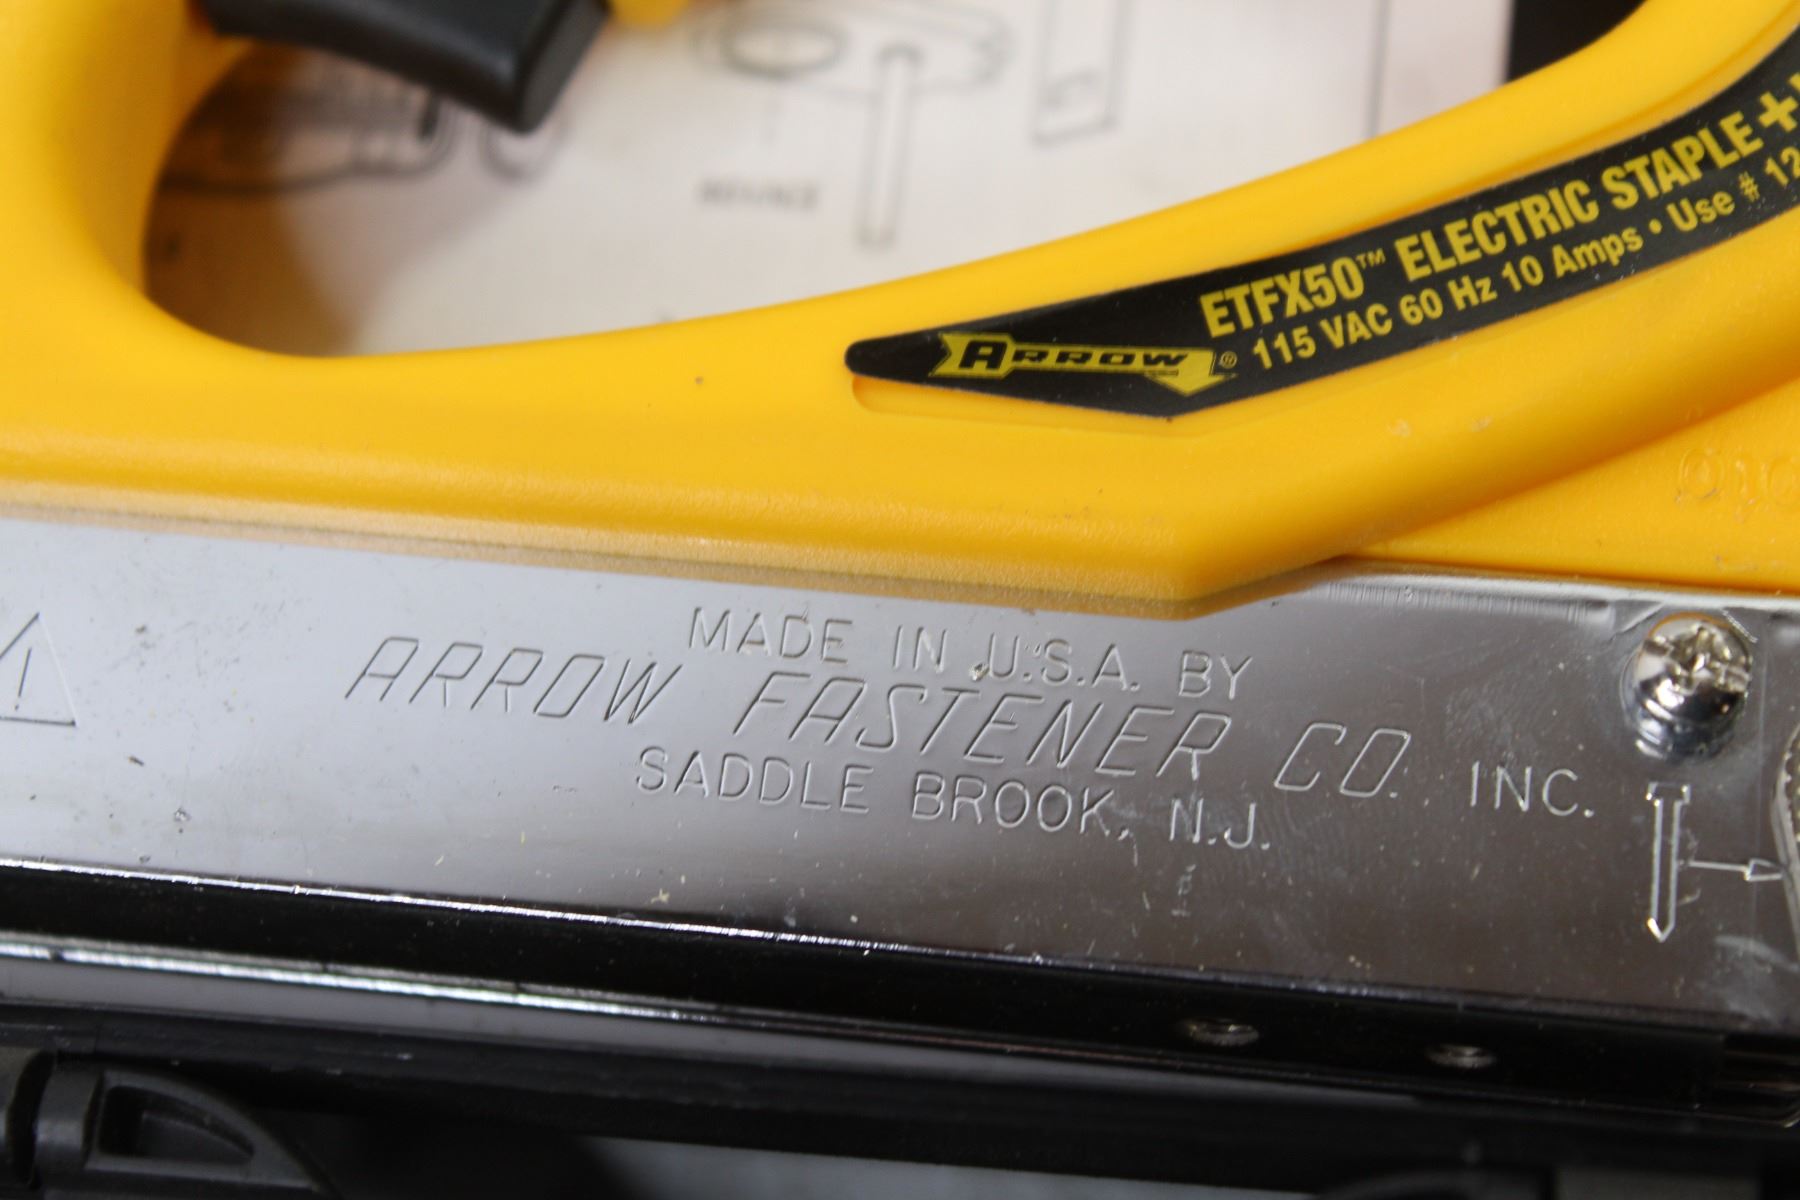 ETFX50™ ELECTRIC STAPLE +
ARROW® 115 VAC 60 Hz 10 Amps • Use # 12
MADE IN U.S.A. BY
ARROW FASTENER CO. INC.
SADDLE BROOK, N.J.